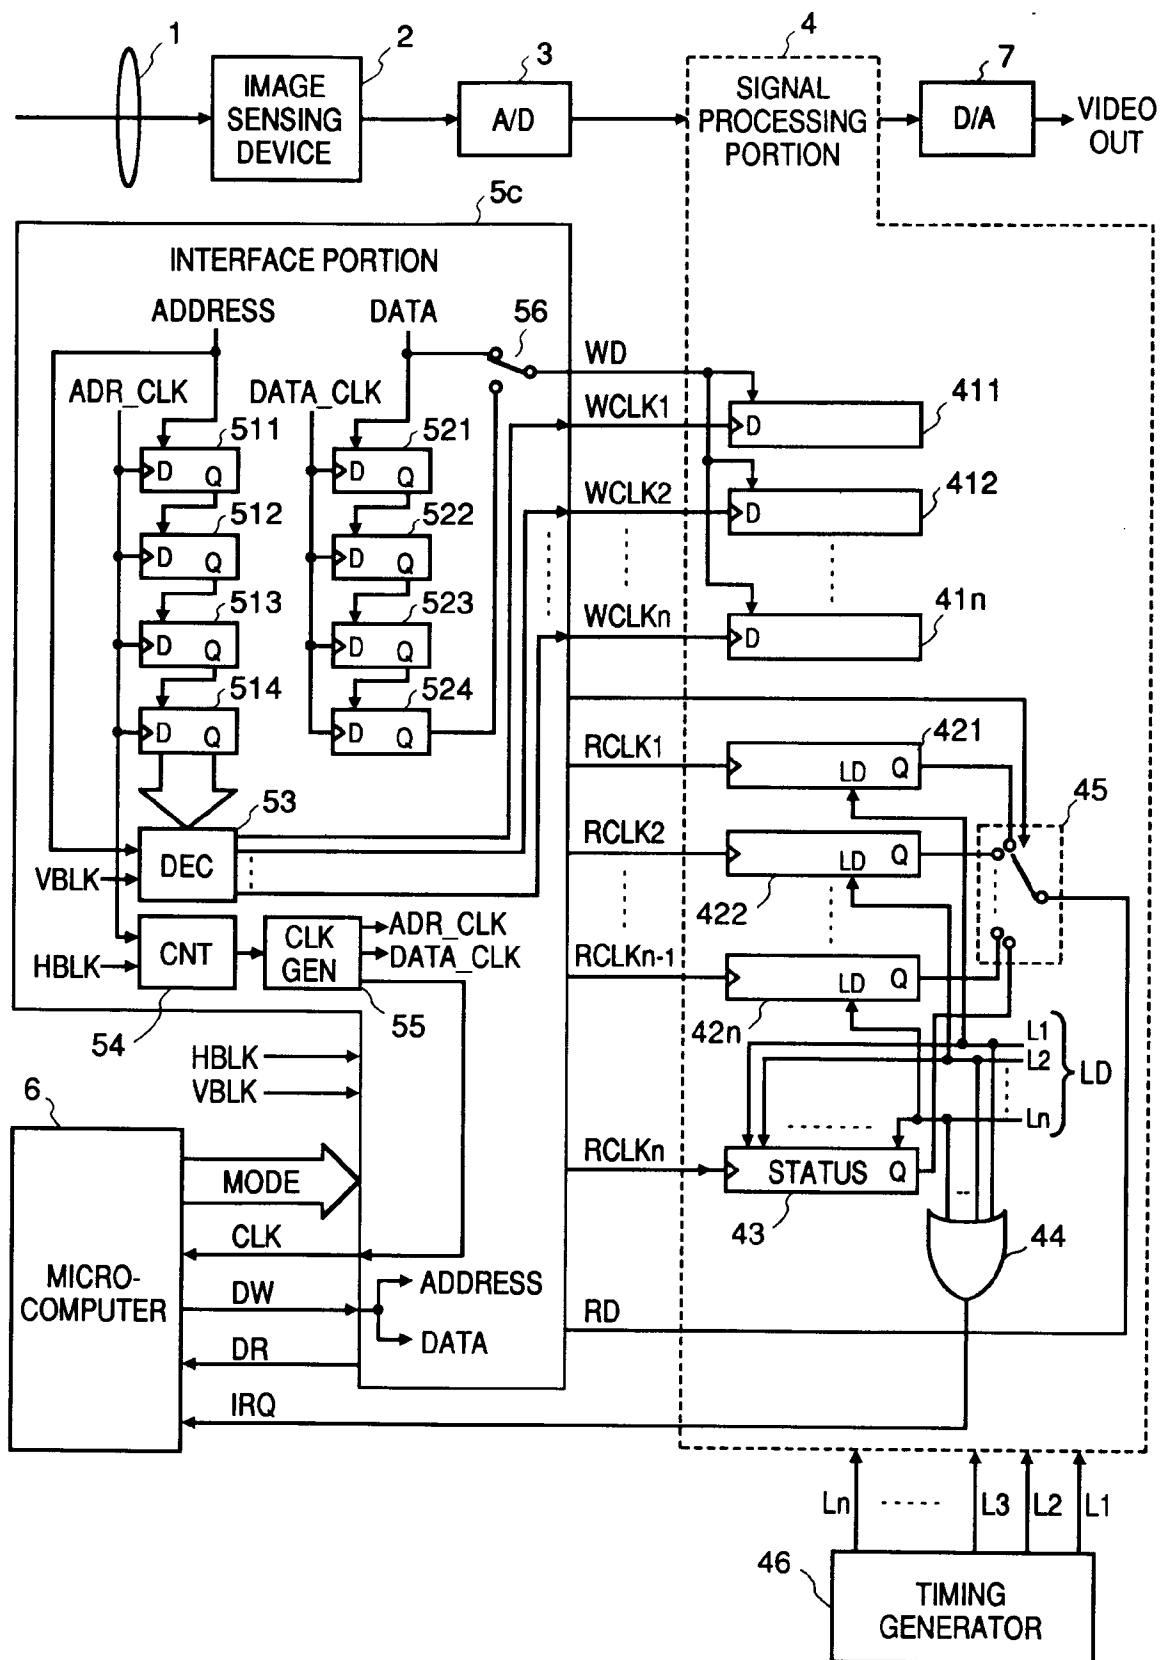 1
2
3
4
7
IMAGE
SENSING
DEVICE
A/D
SIGNAL
PROCESSING
PORTION
D/A
VIDEO
OUT
5c
INTERFACE PORTION
ADDRESS
DATA
56
WD
ADR_CLK
DATA_CLK
WCLK1
411
D
511
D Q
521
D Q
WCLK2
412
D
512
D Q
522
D Q
513
D Q
523
D Q
WCLKn
41n
D
514
D Q
524
D Q
RCLK1
421
LD Q
45
53
DEC
VBLK
RCLK2
LD Q
422
ADR_CLK
DATA_CLK
CNT
CLK
GEN
HBLK
54
55
RCLKn-1
LD Q
42n
L1
L2
Ln
LD
HBLK
VBLK
6
MICRO-
COMPUTER
MODE
RCLKn
STATUS Q
43
44
CLK
DW
ADDRESS
DATA
DR
RD
IRQ
Ln
L3
L2
L1
46
TIMING
GENERATOR